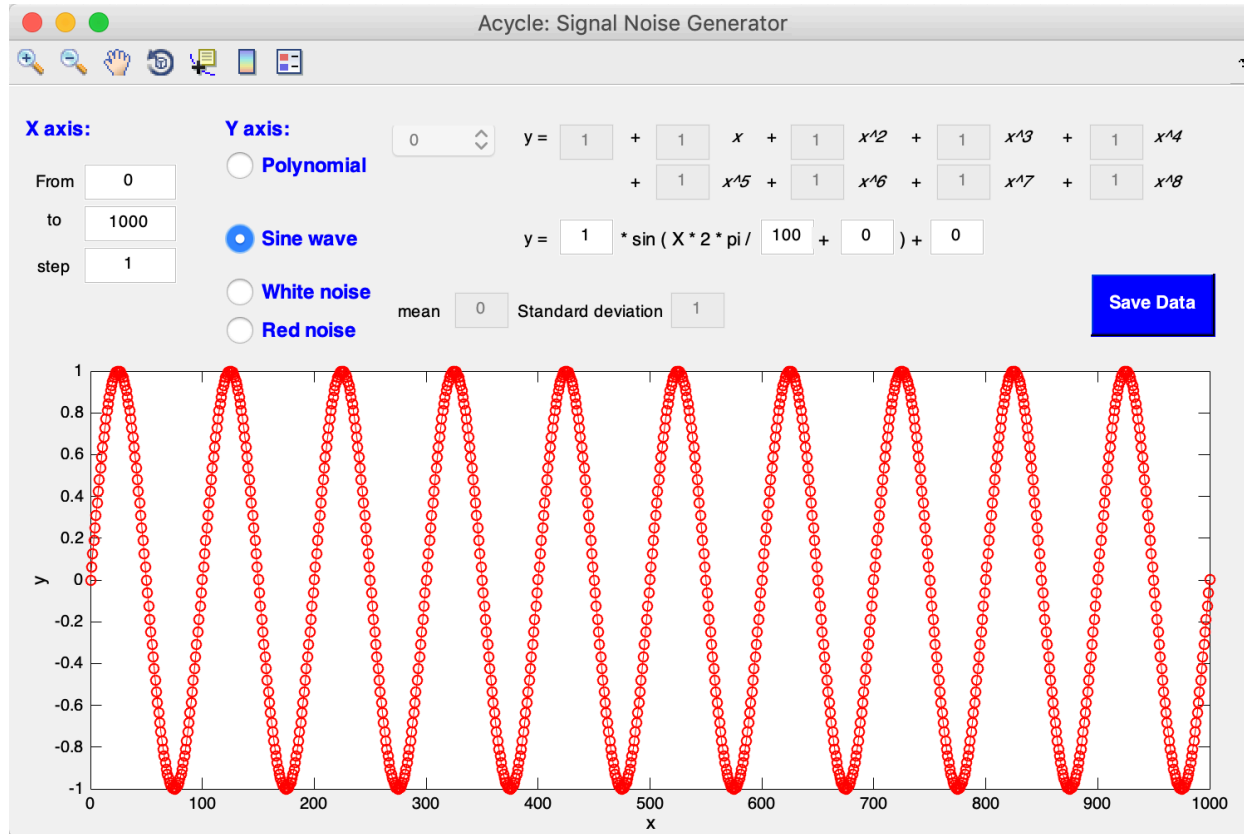 Acycle: Signal Noise Generator
X axis:
From 0
to 1000
step 1
Y axis:
Polynomial
0
y = 1 + 1 x + 1 x^2 + 1 x^3 + 1 x^4
+ 1 x^5 + 1 x^6 + 1 x^7 + 1 x^8
Sine wave
y = 1 * sin ( X * 2 * pi / 100 + 0 ) + 0
White noise
Red noise
mean 0 Standard deviation 1
Save Data
1
0.8
0.6
0.4
0.2
0
-0.2
-0.4
-0.6
-0.8
-1
y
0 100 200 300 400 500 600 700 800 900 1000
x